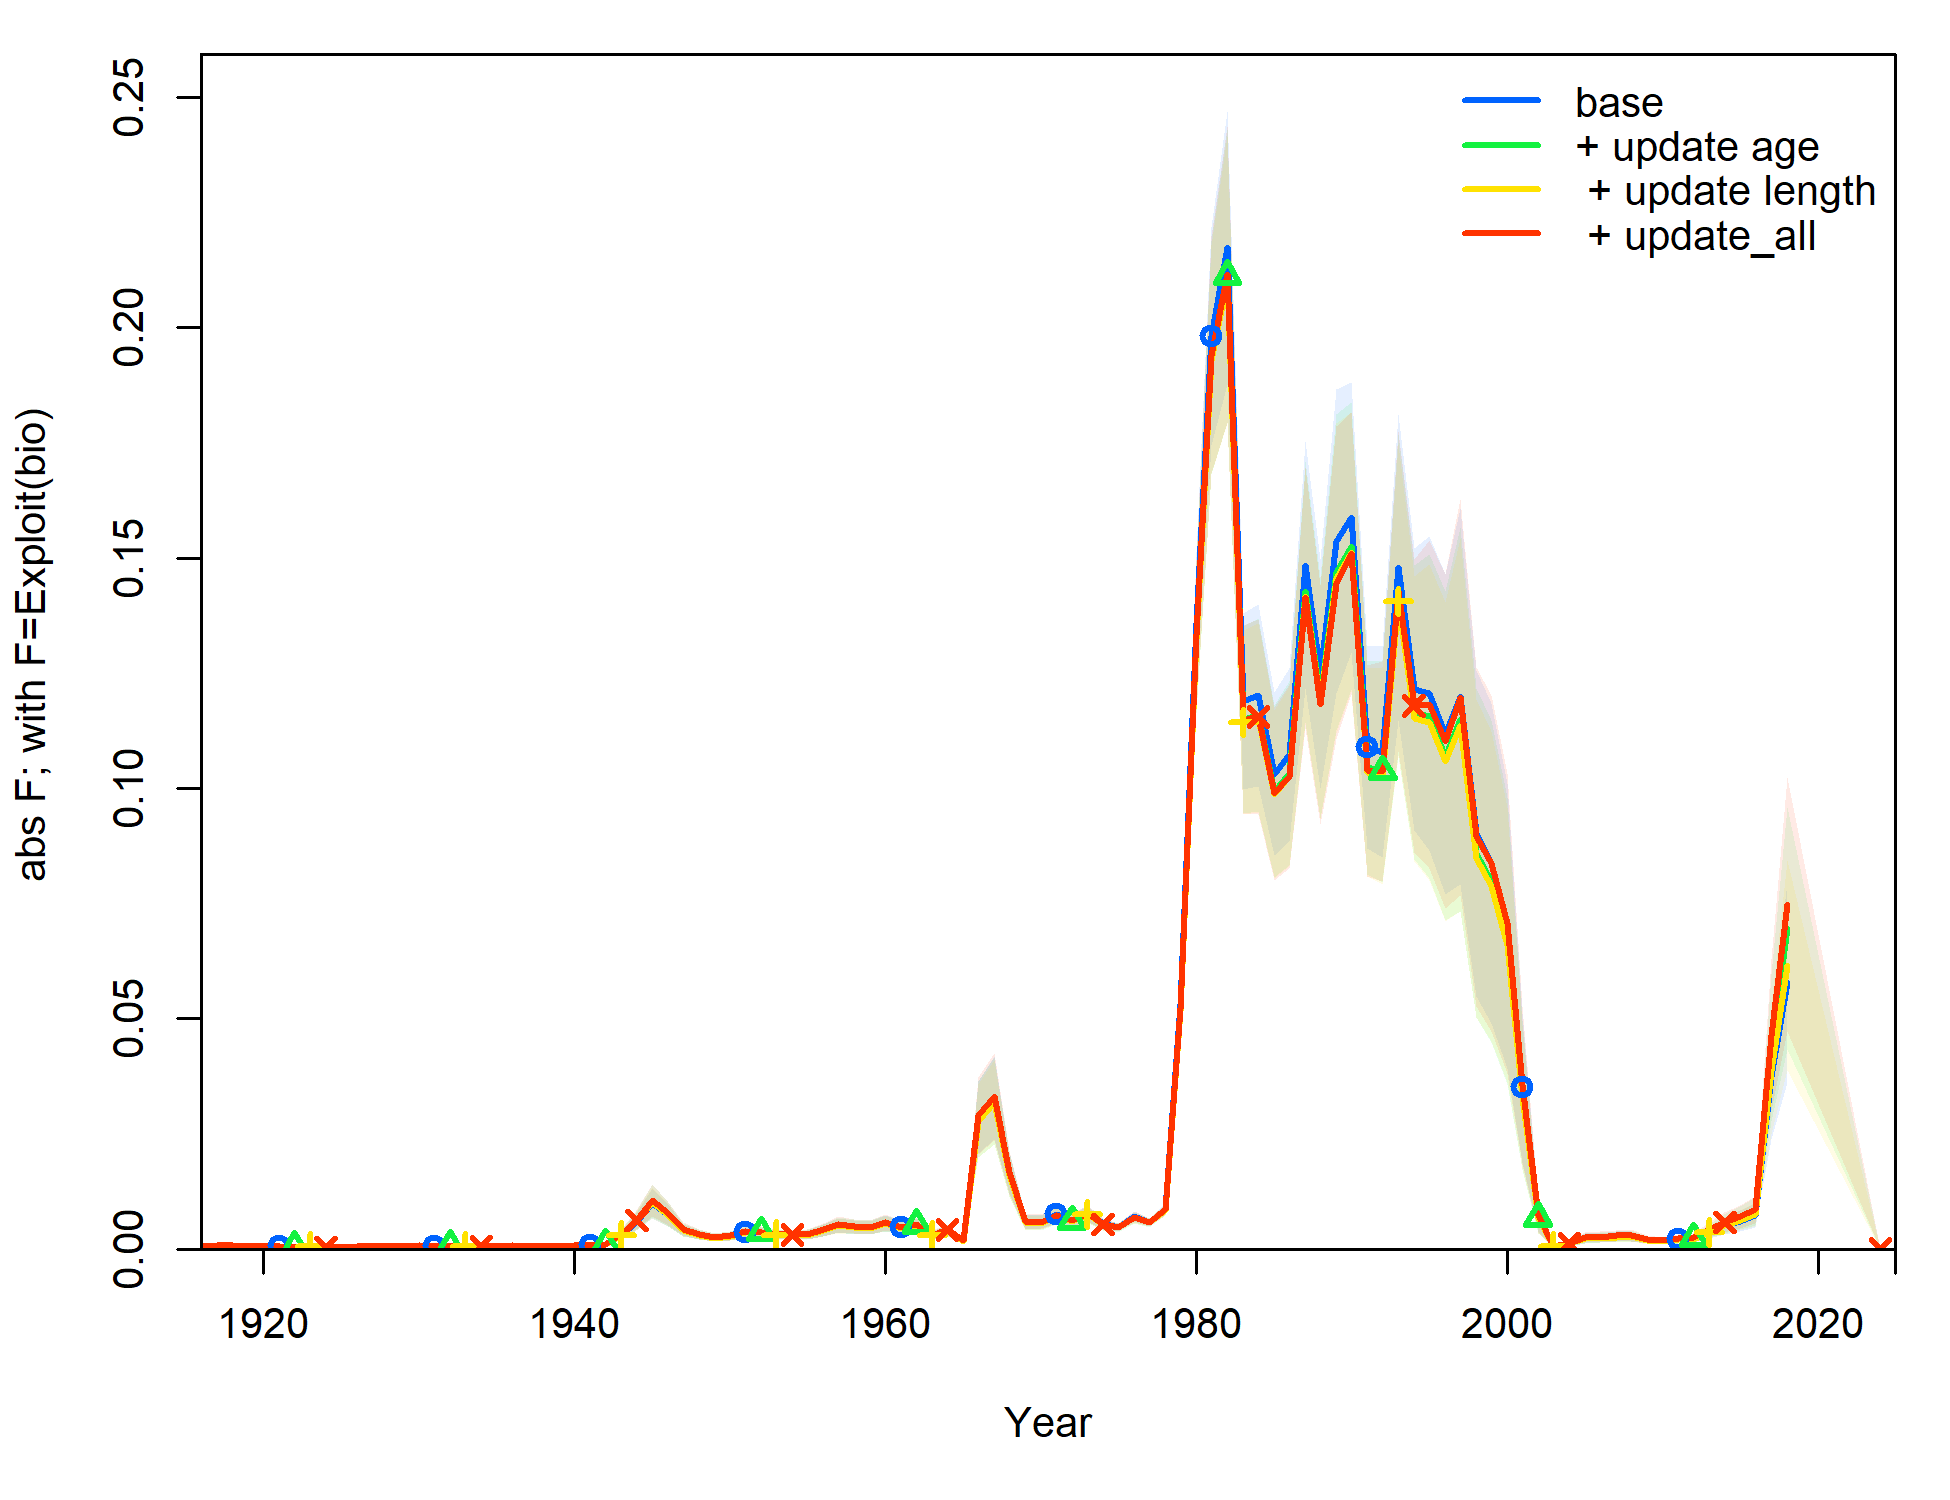 abs F; with F=Exploit(bio)
0.25
0.20
0.15
0.10
0.05
0.00
base
+ update age
+ update length
+ update_all
1920 1940 1960 1980 2000 2020
Year